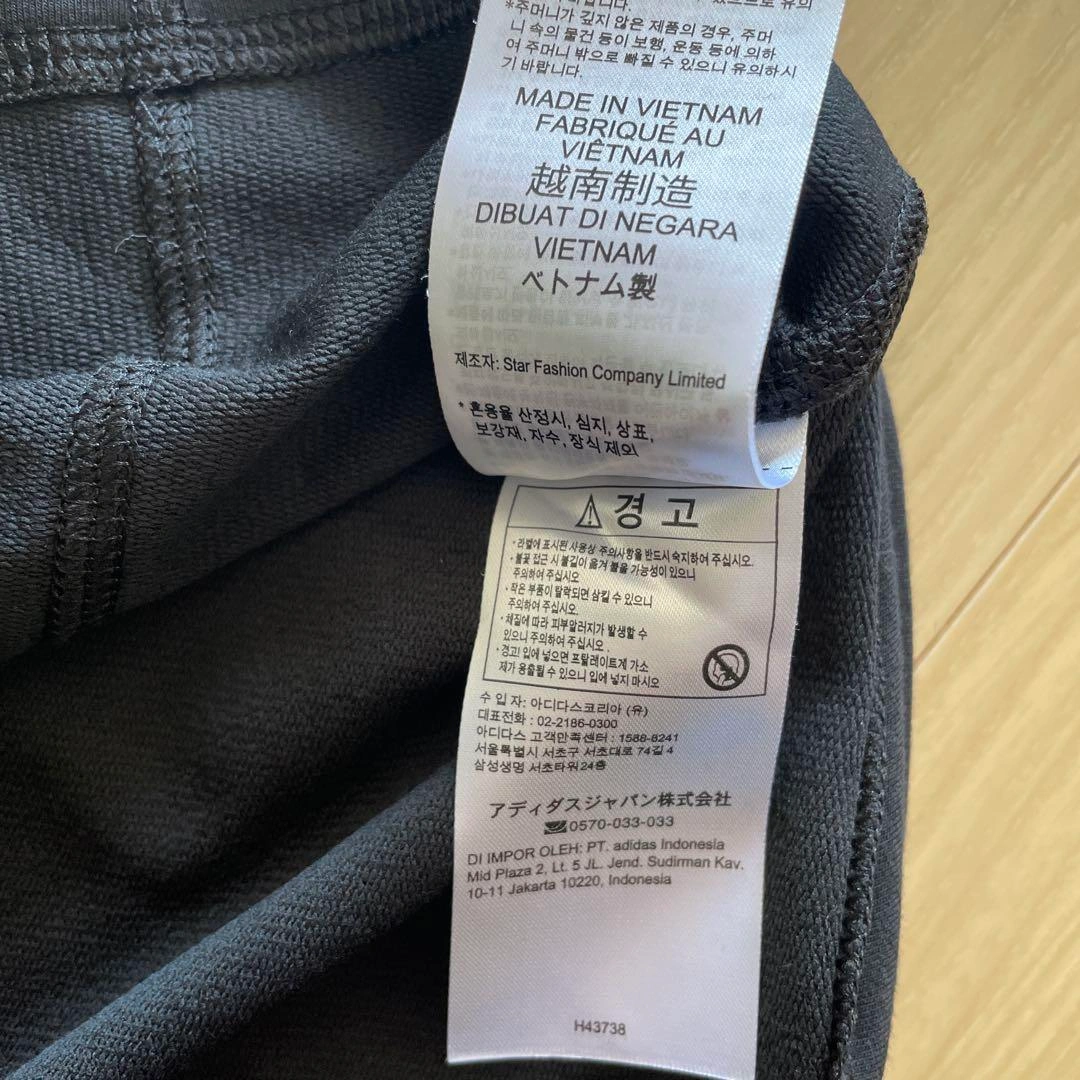 *주머니가 깊지 않은 제품의 경우, 주머
니 속의 물건 등이 보행, 운동 등에 의하
여 주머니 밖으로 빠질 수 있으니 유의하시
기 바랍니다.
MADE IN VIETNAM
FABRIQUÉ AU
VIÊTNAM
越南制造
DIBUAT DI NEGARA
VIETNAM
ベトナム製
제조자: Star Fashion Company Limited
* 혼용율 산정시, 심지, 상표,
보강재, 자수, 장식 제외
경 고
· 라벨에 표시된 사용상 주의사항을 반드시 숙지하여 주십시오.
· 불꽃 접근 시 불길이 옮겨 붙을 가능성이 있으니
주의하여 주십시오
· 작은 부품이 탈락되면 삼킬 수 있으니
주의하여 주십시오.
· 체질에 따라 피부알러지가 발생할 수
있으니 주의하여 주십시오.
· 경고! 입에 넣으면 프탈레이트계 가소
제가 용출될 수 있으니 입에 넣지 마시오
수 입 자: 아디다스코리아 (유)
대표전화 : 02-2186-0300
아디다스 고객만족센터 : 1588-8241
서울특별시 서초구 서초대로 74길 4
삼성생명 서초타워 24층
アディダスジャパン株式会社
0570-033-033
DI IMPOR OLEH: PT. adidas Indonesia
Mid Plaza 2, Lt. 5 JL. Jend. Sudirman Kav.
10-11 Jakarta 10220, Indonesia
H43738